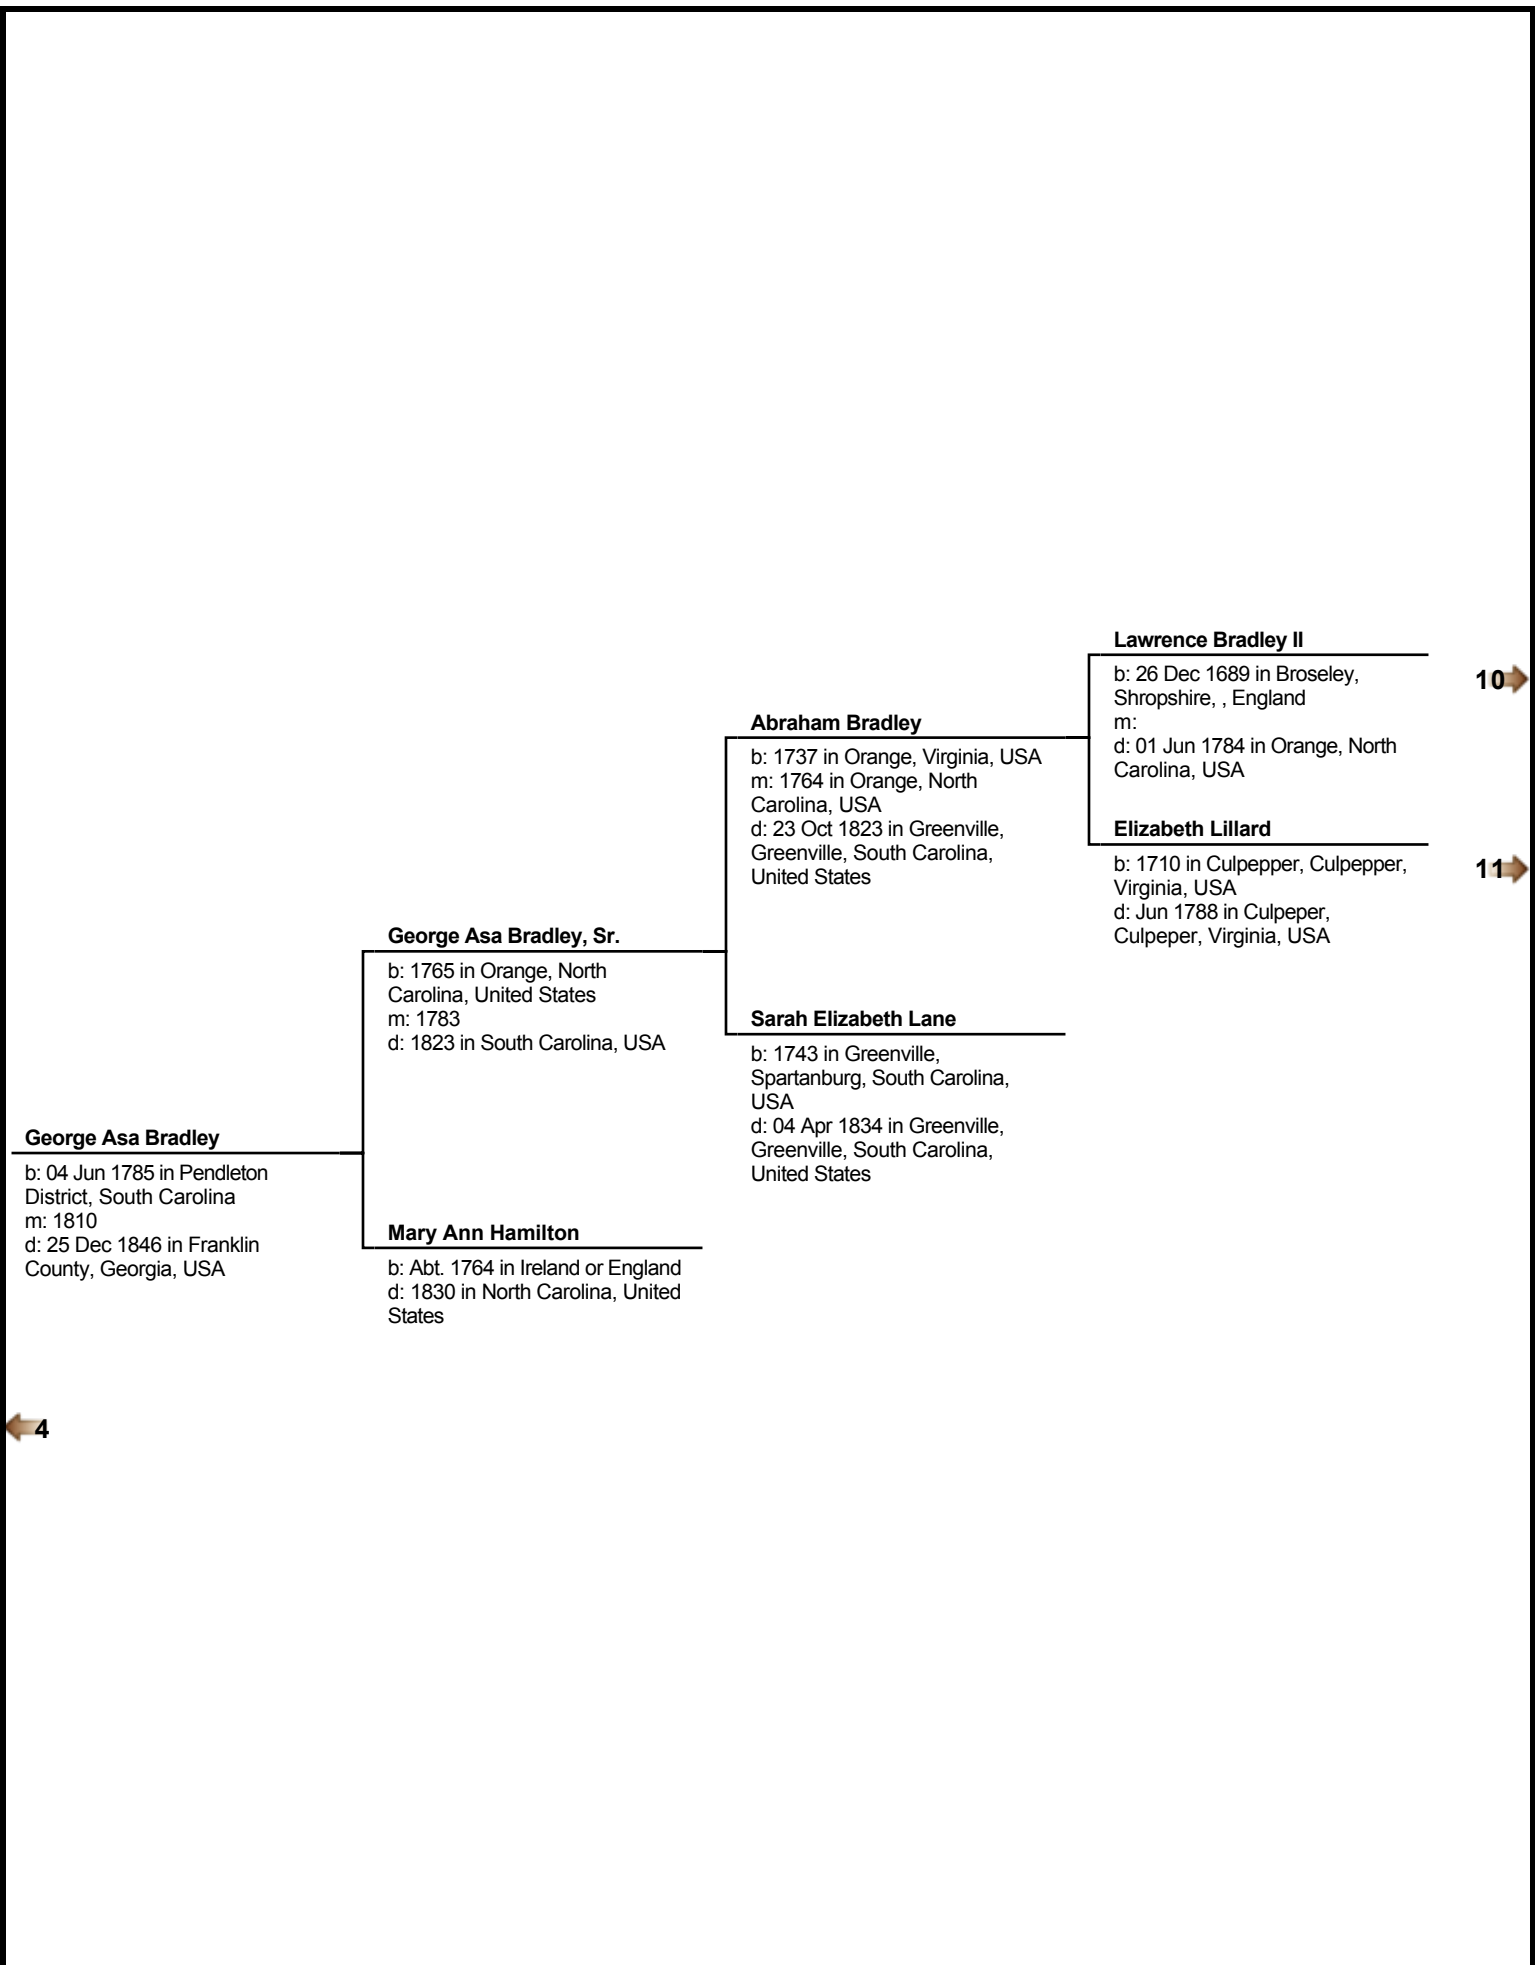 Lawrence Bradley II
b: 26 Dec 1689 in Broseley,
Shropshire, , England
m:
d: 01 Jun 1784 in Orange, North
Carolina, USA
10
Abraham Bradley
b: 1737 in Orange, Virginia, USA
m: 1764 in Orange, North
Carolina, USA
d: 23 Oct 1823 in Greenville,
Greenville, South Carolina,
United States
Elizabeth Lillard
b: 1710 in Culpepper, Culpepper,
Virginia, USA
d: Jun 1788 in Culpeper,
Culpeper, Virginia, USA
11
George Asa Bradley, Sr.
b: 1765 in Orange, North
Carolina, United States
m: 1783
d: 1823 in South Carolina, USA
Sarah Elizabeth Lane
b: 1743 in Greenville,
Spartanburg, South Carolina,
USA
d: 04 Apr 1834 in Greenville,
Greenville, South Carolina,
United States
George Asa Bradley
b: 04 Jun 1785 in Pendleton
District, South Carolina
m: 1810
d: 25 Dec 1846 in Franklin
County, Georgia, USA
Mary Ann Hamilton
b: Abt. 1764 in Ireland or England
d: 1830 in North Carolina, United
States
4